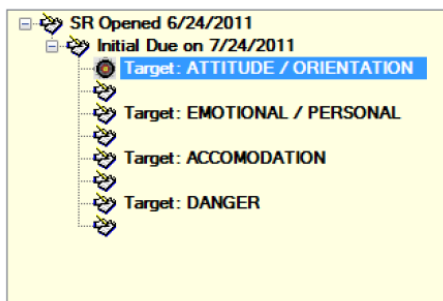 SR Opened 6/24/2011
Initial Due on 7/24/2011
Target: ATTITUDE / ORIENTATION
Target: EMOTIONAL / PERSONAL
Target: ACCOMODATION
Target: DANGER